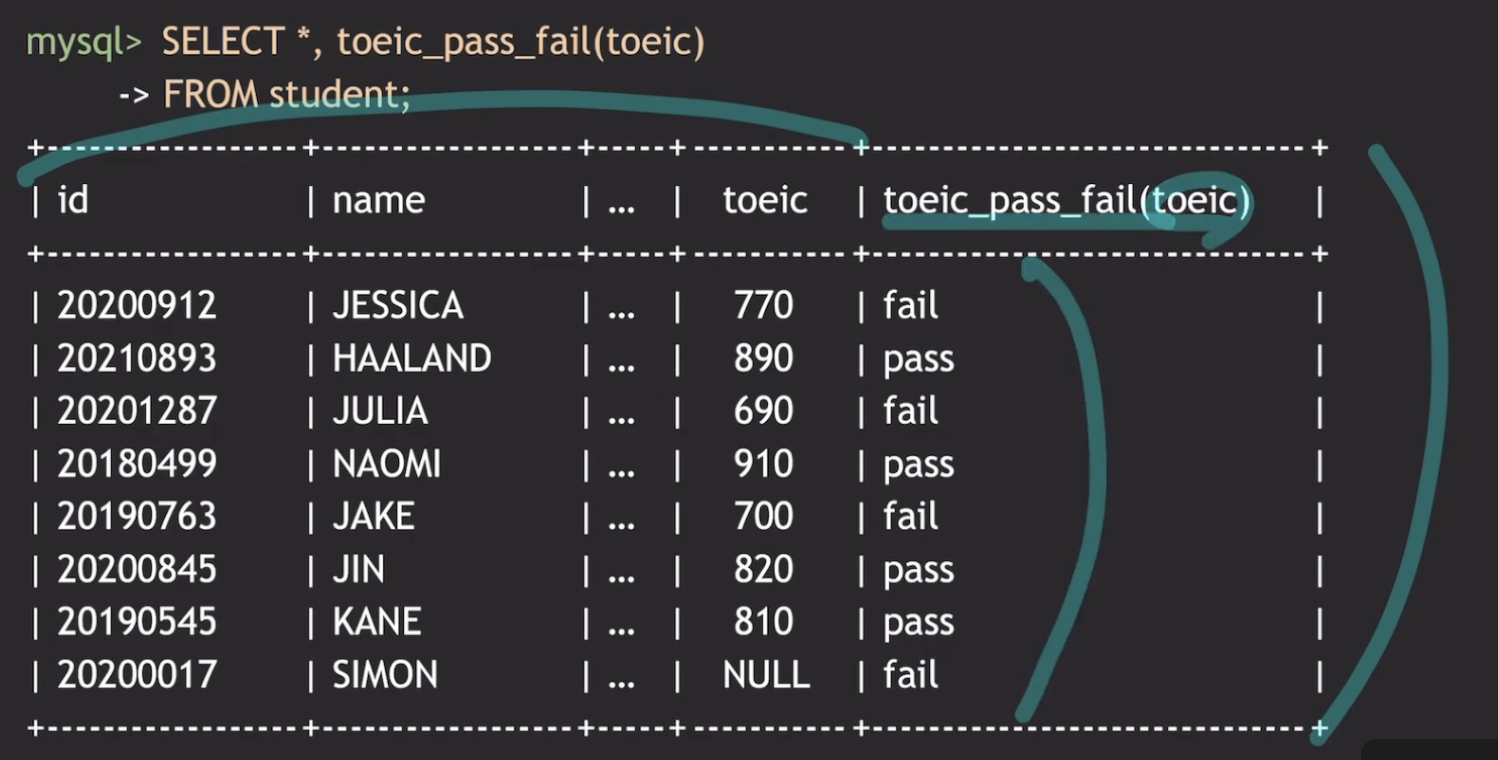 mysql> SELECT *, toeic_pass_fail(toeic)
-> FROM student;
+-----------------+-----------------+-----+----------+-----------------------------+
| id | name | ... | toeic | toeic_pass_fail(toeic) |
+-----------------+-----------------+-----+----------+-----------------------------+
| 20200912 | JESSICA | ... | 770 | fail |
| 20210893 | HAALAND | ... | 890 | pass |
| 20201287 | JULIA | ... | 690 | fail |
| 20180499 | NAOMI | ... | 910 | pass |
| 20190763 | JAKE | ... | 700 | fail |
| 20200845 | JIN | ... | 820 | pass |
| 20190545 | KANE | ... | 810 | pass |
| 20200017 | SIMON | ... | NULL | fail |
+-----------------+-----------------+-----+----------+-----------------------------+